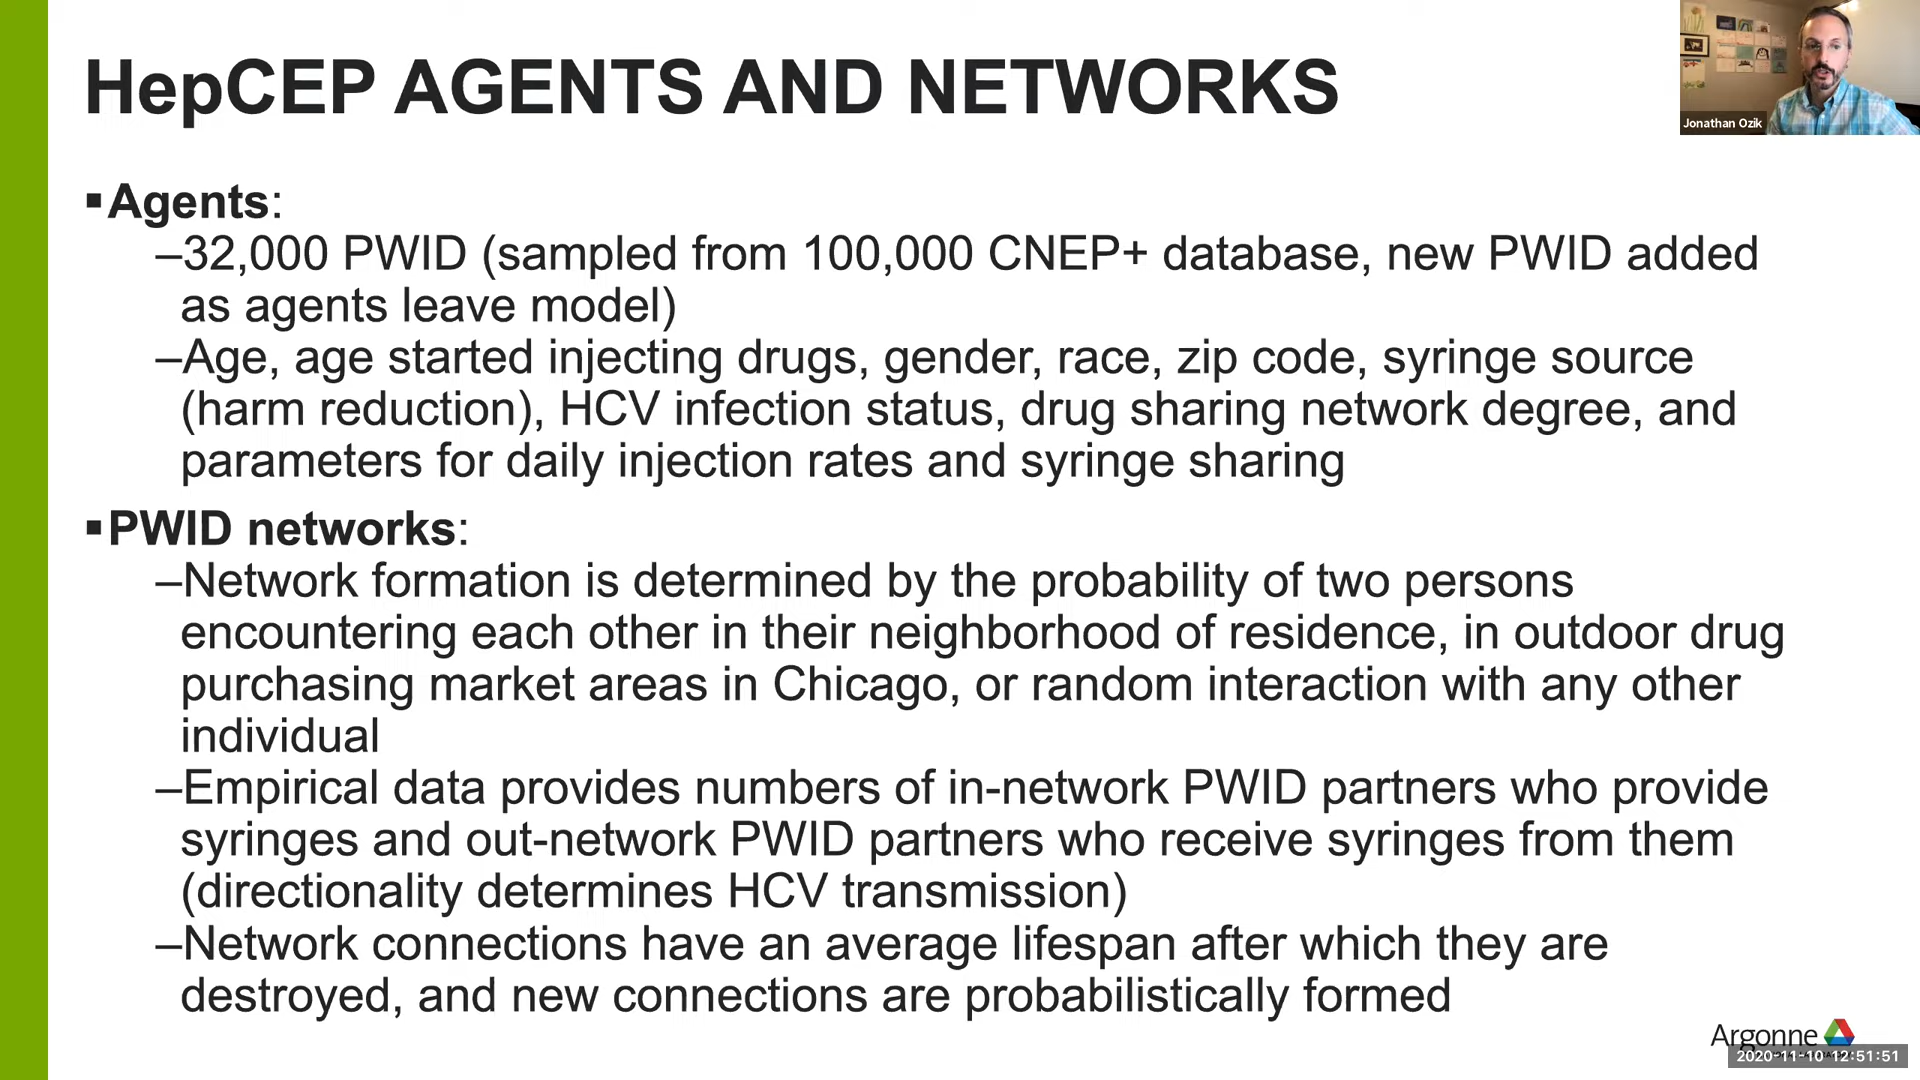 HepCEP AGENTS AND NETWORKS
Jonathan Ozik
▪Agents:
–32,000 PWID (sampled from 100,000 CNEP+ database, new PWID added
as agents leave model)
–Age, age started injecting drugs, gender, race, zip code, syringe source
(harm reduction), HCV infection status, drug sharing network degree, and
parameters for daily injection rates and syringe sharing
▪PWID networks:
–Network formation is determined by the probability of two persons
encountering each other in their neighborhood of residence, in outdoor drug
purchasing market areas in Chicago, or random interaction with any other
individual
–Empirical data provides numbers of in-network PWID partners who provide
syringes and out-network PWID partners who receive syringes from them
(directionality determines HCV transmission)
–Network connections have an average lifespan after which they are
destroyed, and new connections are probabilistically formed
Argonne
2020-11-10 12:51:51